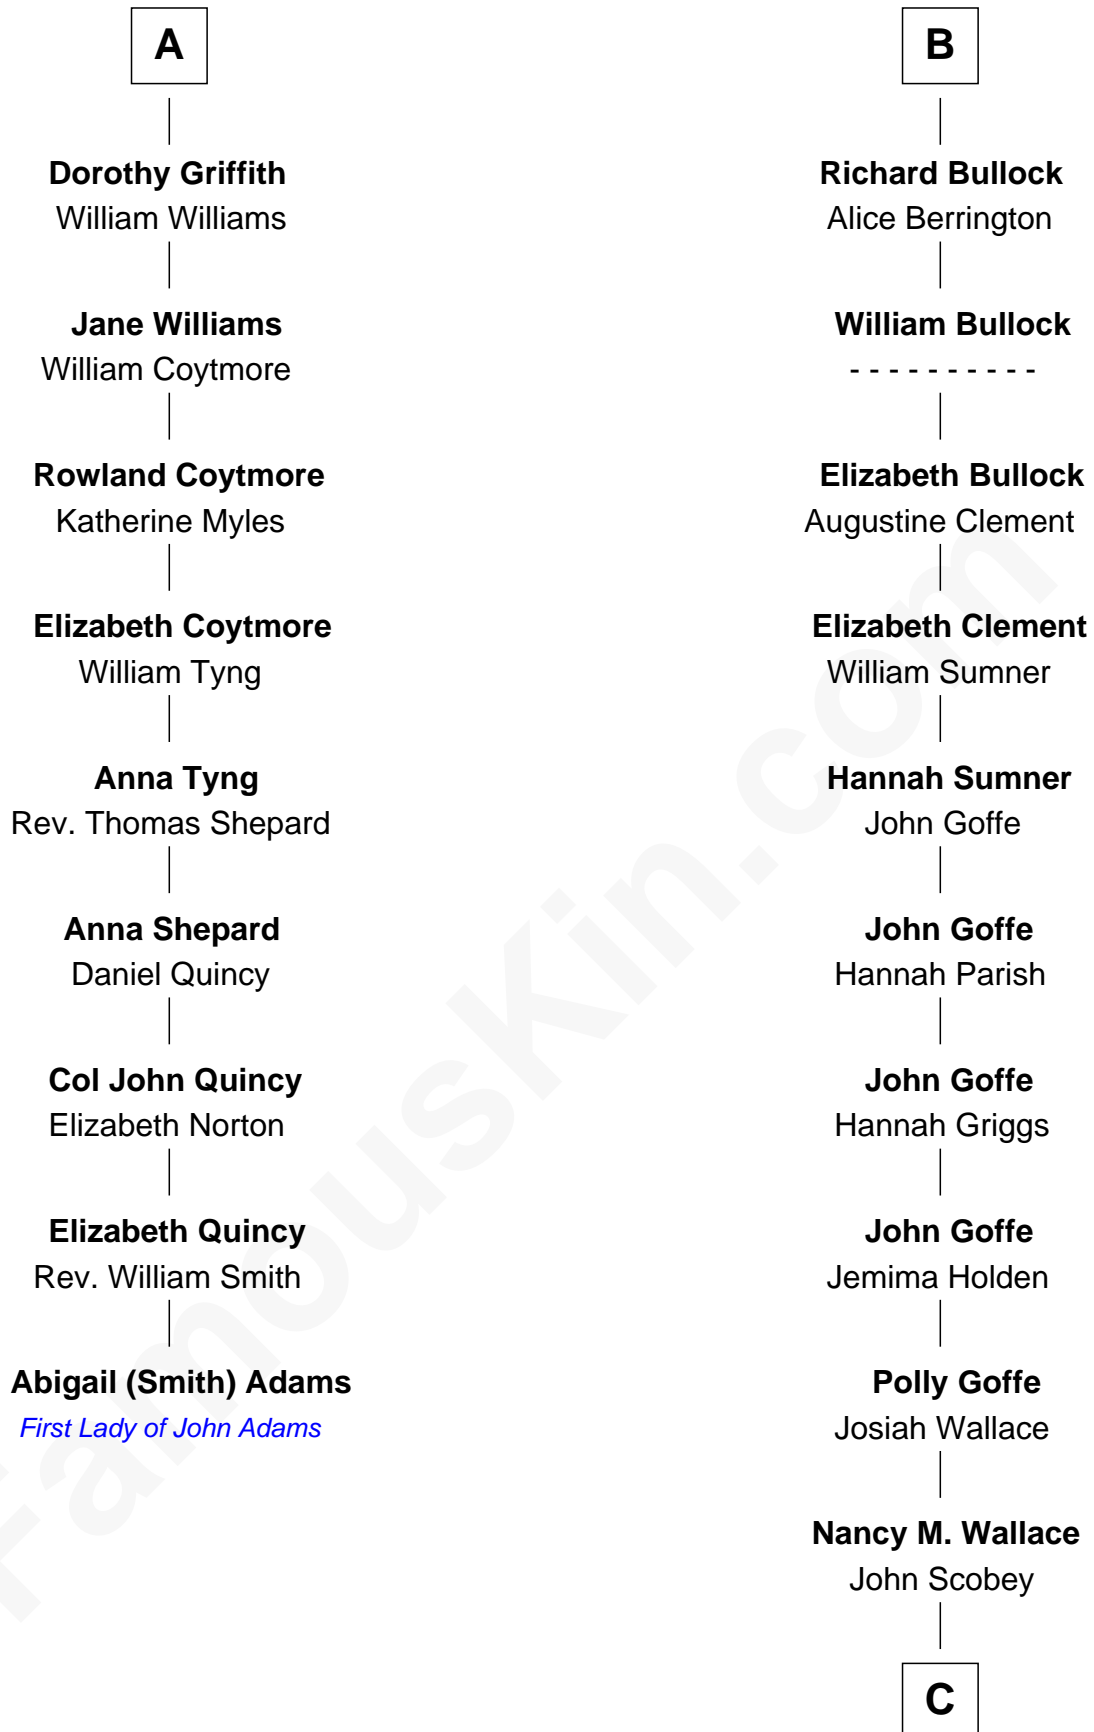 A
Dorothy Griffith
William Williams
Jane Williams
William Coytmore
Rowland Coytmore
Katherine Myles
Elizabeth Coytmore
William Tyng
Anna Tyng
Rev. Thomas Shepard
Anna Shepard
Daniel Quincy
Col John Quincy
Elizabeth Norton
Elizabeth Quincy
Rev. William Smith
Abigail (Smith) Adams
First Lady of John Adams
B
Richard Bullock
Alice Berrington
William Bullock
- - - - - - - - - -
Elizabeth Bullock
Augustine Clement
Elizabeth Clement
William Sumner
Hannah Sumner
John Goffe
John Goffe
Hannah Parish
John Goffe
Hannah Griggs
John Goffe
Jemima Holden
Polly Goffe
Josiah Wallace
Nancy M. Wallace
John Scobey
C
FamousKin.com